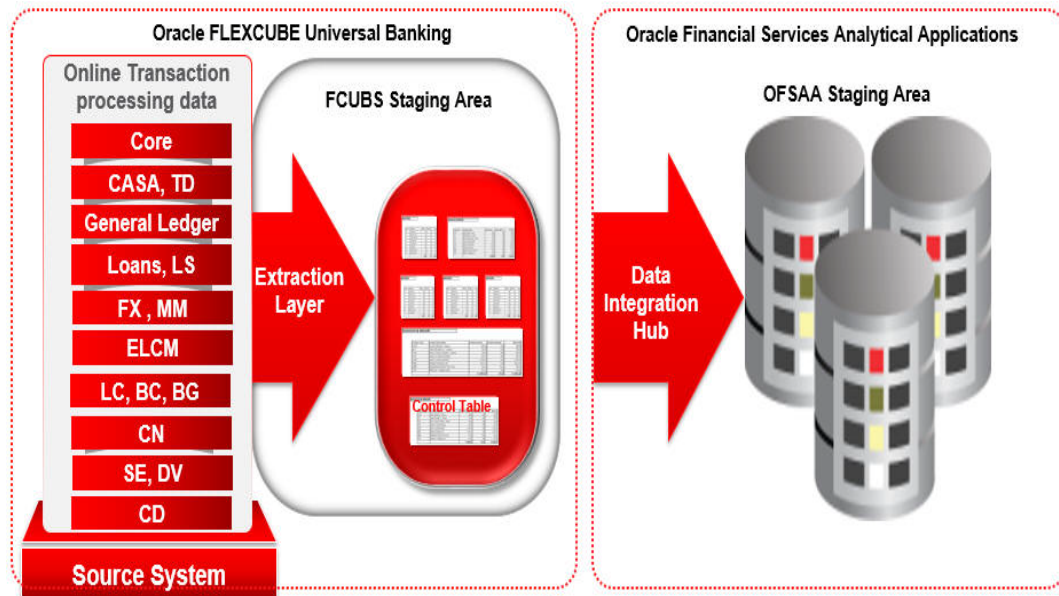 Oracle FLEXCUBE Universal Banking
Online Transaction
processing data
Core
CASA, TD
General Ledger
Loans, LS
FX , MM
ELCM
LC, BC, BG
CN
SE, DV
CD
Source System
Extraction
Layer
FCUBS Staging Area
Control Table
Oracle Financial Services Analytical Applications
Data
Integration
Hub
OFSAA Staging Area